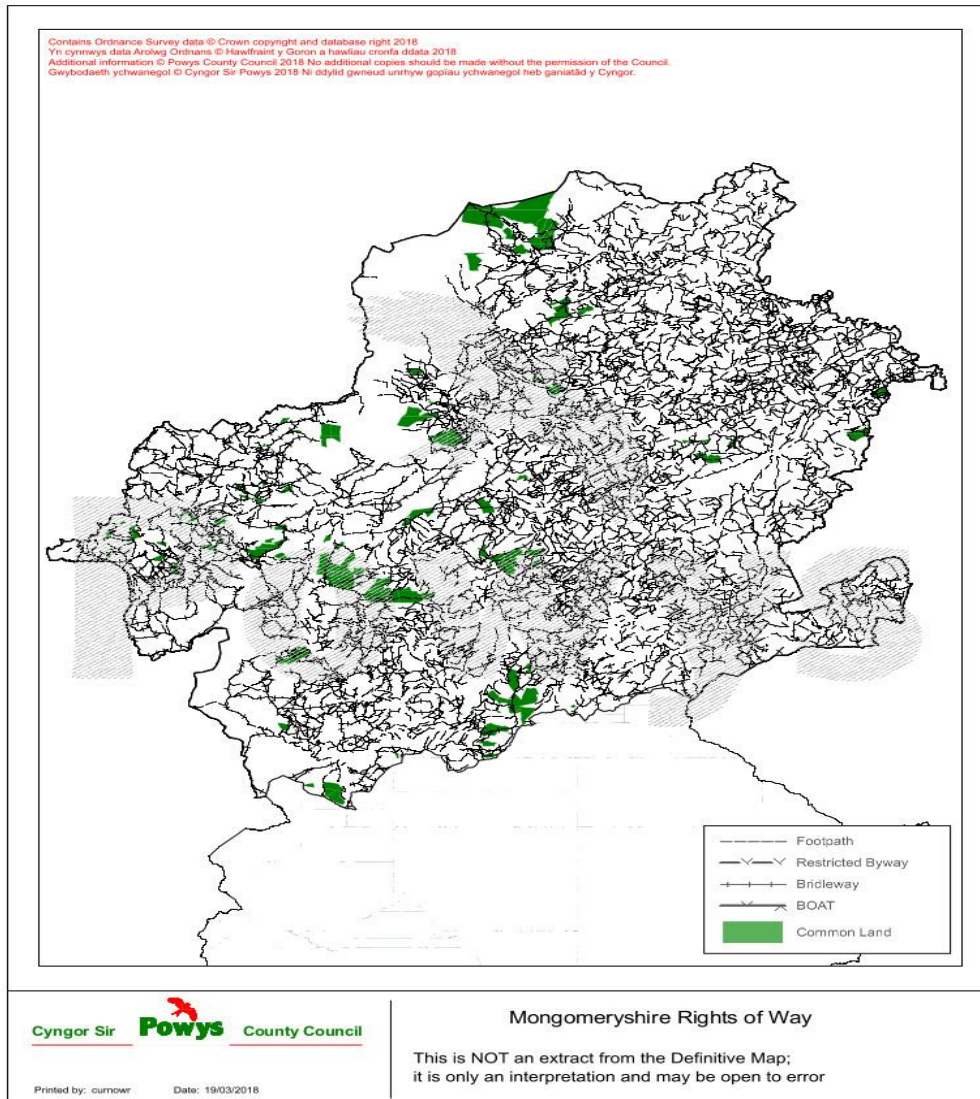 Contains Ordnance Survey data © Crown copyright and database right 2018
Yn cynnwys data Arolwg Ordnans © Hawlfraint y Goron a hawliau cronfa ddata 2018
Additional information © Powys County Council 2018 No additional copies should be made without the permission of the Council.
Gwybodaeth ychwanegol © Cyngor Sir Powys 2018 Ni ddylid gwneud unrhyw gopïau ychwanegol heb ganiatâd y Cyngor.
Powys
Footpath
Restricted Byway
Bridleway
BOAT
Common Land
Cyngor Sir Powys County Council
Printed by: curnowr Date: 19/03/2018
Mongomeryshire Rights of Way
This is NOT an extract from the Definitive Map;
it is only an interpretation and may be open to error